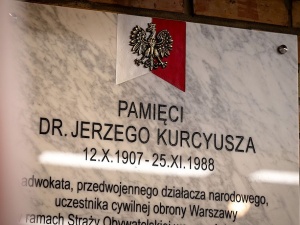 PAMIĘCI
DR. JERZEGO KURCYUSZA
12.X.1907 - 25.XI.1988
adwokata, przedwojennego działacza narodowego,
uczestnika cywilnej obrony Warszawy
ramach Straży Obywatelskiej